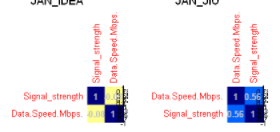 JAN_IDEA
JAN_JIO
Signal_strength
Data.Speed.Mbps.
Signal_strength
Data.Speed.Mbps.
Signal_strength 1
Data.Speed.Mbps. 1
Data.Speed.Mbps. 1 0.56
Signal_strength 0.56 1